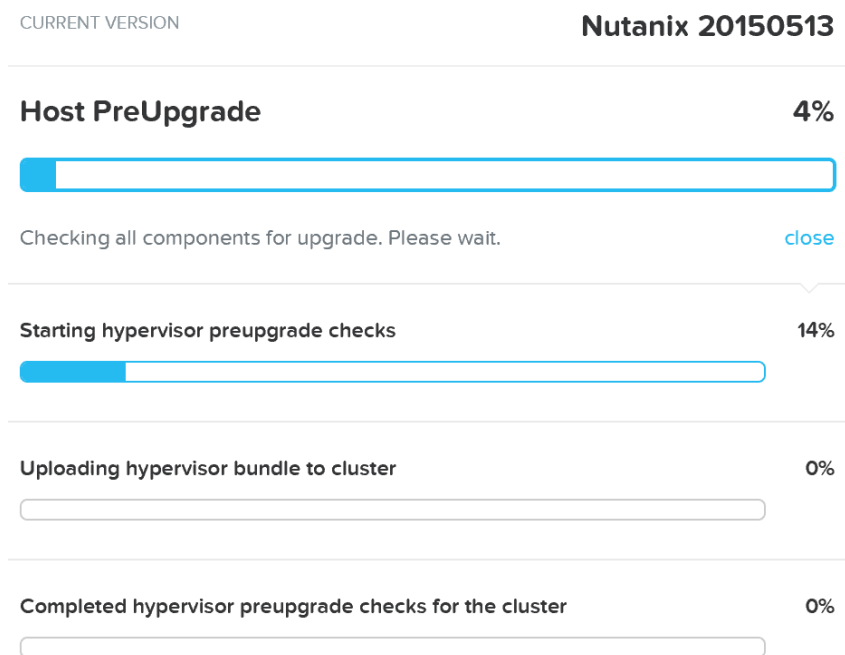 CURRENT VERSION Nutanix 20150513
Host PreUpgrade 4%
Checking all components for upgrade. Please wait. close
Starting hypervisor preupgrade checks 14%
Uploading hypervisor bundle to cluster 0%
Completed hypervisor preupgrade checks for the cluster 0%